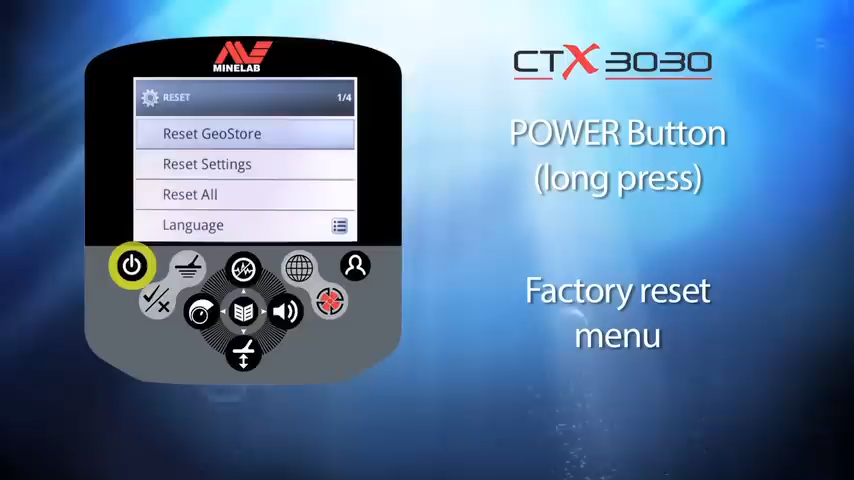 MINELAB
RESET 1/4
Reset GeoStore
Reset Settings
Reset All
Language
CTX 3030
POWER Button
(long press)
Factory reset
menu